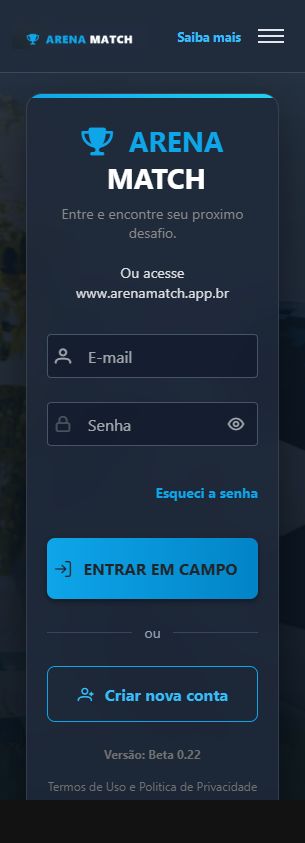 ARENA MATCH
Saiba mais
ARENA
MATCH
Entre e encontre seu proximo
desafio.
Ou acesse
www.arenamatch.app.br
E-mail
Senha
Esqueci a senha
ENTRAR EM CAMPO
ou
Criar nova conta
Versão: Beta 0.22
Termos de Uso e Politica de Privacidade